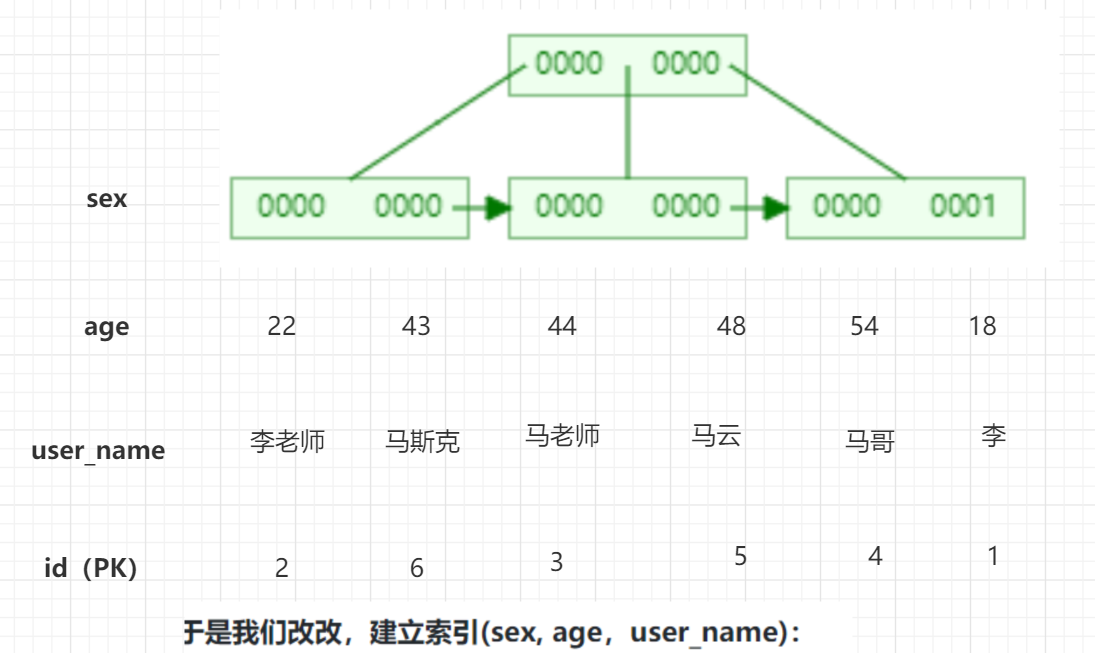 0000 0000
sex 0000 0000 0000 0000 0000 0001
age 22 43 44 48 54 18
user_name 李老师 马斯克 马老师 马云 马哥 李
id（PK） 2 6 3 5 4 1
于是我们改改，建立索引(sex, age，user_name)：